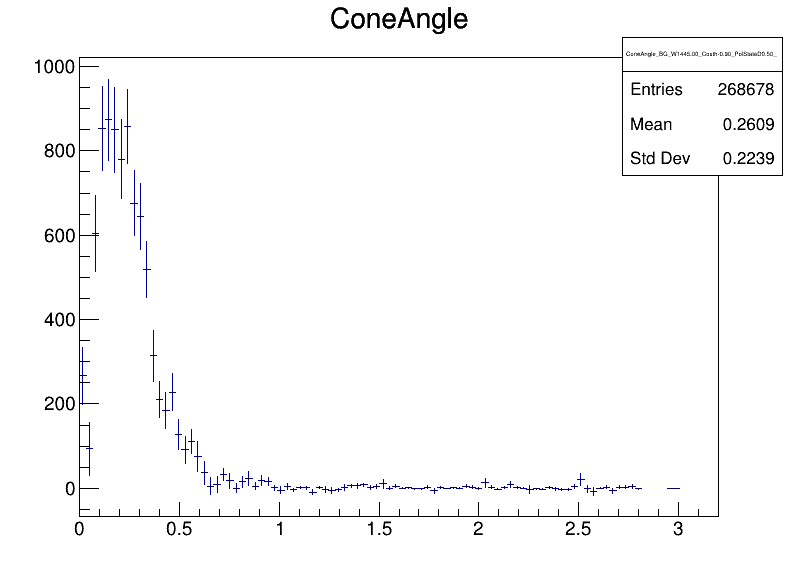 ConeAngle
ConeAngle_BG_W1445.00_Costh-0.90_PolStateD0.50_
Entries 268678
Mean 0.2609
Std Dev 0.2239
1000
800
600
400
200
0
0 0.5 1 1.5 2 2.5 3